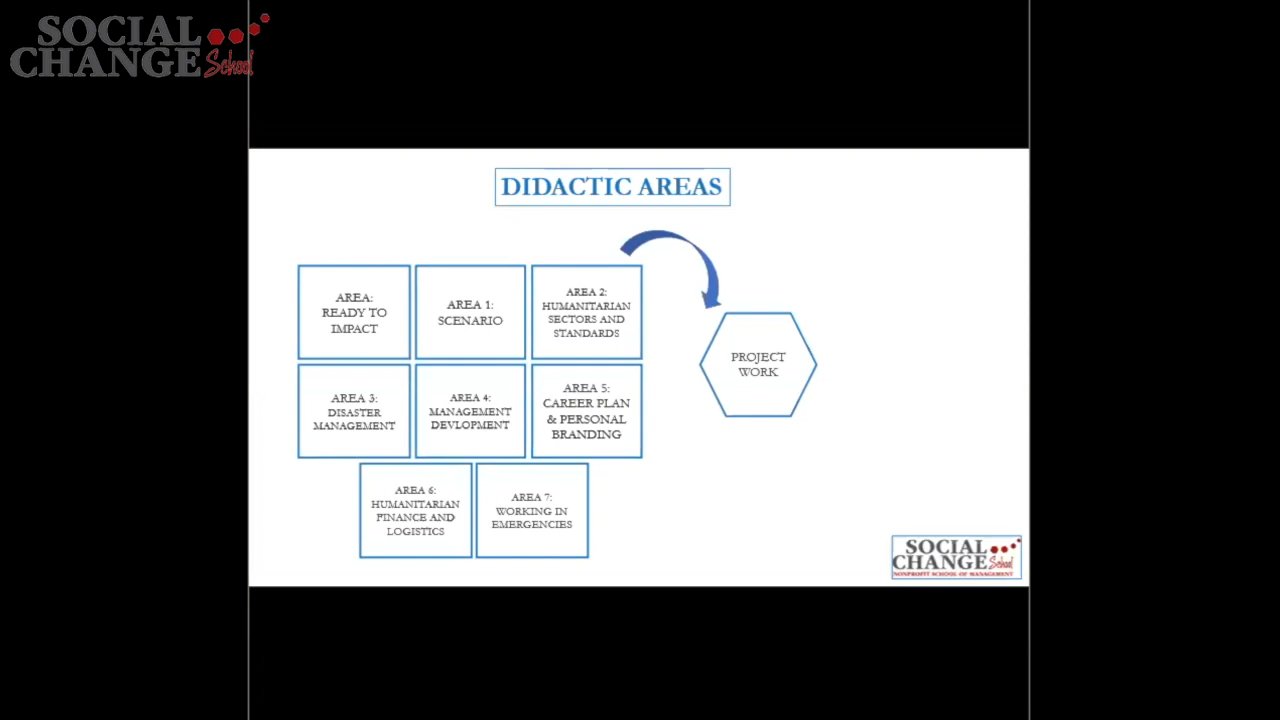 SOCIAL
CHANGE School
DIDACTIC AREAS
AREA:
READY TO
IMPACT
AREA 1:
SCENARIO
AREA 2:
HUMANITARIAN
SECTORS AND
STANDARDS
AREA 3:
DISASTER
MANAGEMENT
AREA 4:
MANAGEMENT
DEVLOPMENT
AREA 5:
CAREER PLAN
& PERSONAL
BRANDING
AREA 6:
HUMANITARIAN
FINANCE AND
LOGISTICS
AREA 7:
WORKING IN
EMERGENCIES
PROJECT
WORK
SOCIAL
CHANGE School
NONPROFIT SCHOOL OF MANAGEMENT